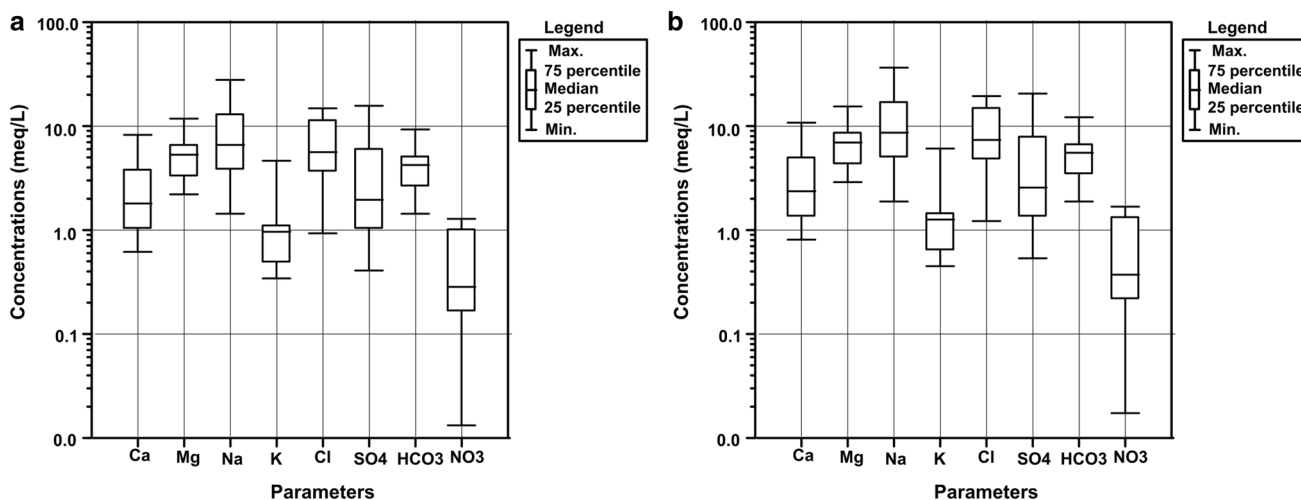 a
100.0
10.0
1.0
0.1
0.0
Concentrations (meq/L)
Ca Mg Na K Cl SO4 HCO3 NO3
Parameters
Legend
Max.
75 percentile
Median
25 percentile
Min.
b
100.0
10.0
1.0
0.1
0.0
Concentrations (meq/L)
Ca Mg Na K Cl SO4 HCO3 NO3
Parameters
Legend
Max.
75 percentile
Median
25 percentile
Min.